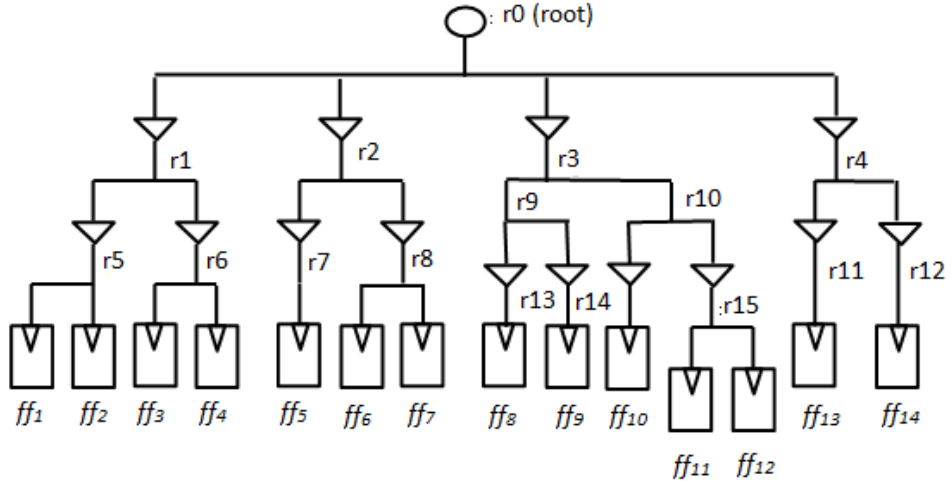 : r0 (root)
r1
r2
r3
r4
r5
r6
r7
r8
r9
r10
r11
r12
r13
r14
:r15
ff1 ff2 ff3 ff4 ff5 ff6 ff7 ff8 ff9 ff10 ff13 ff14
ff11 ff12